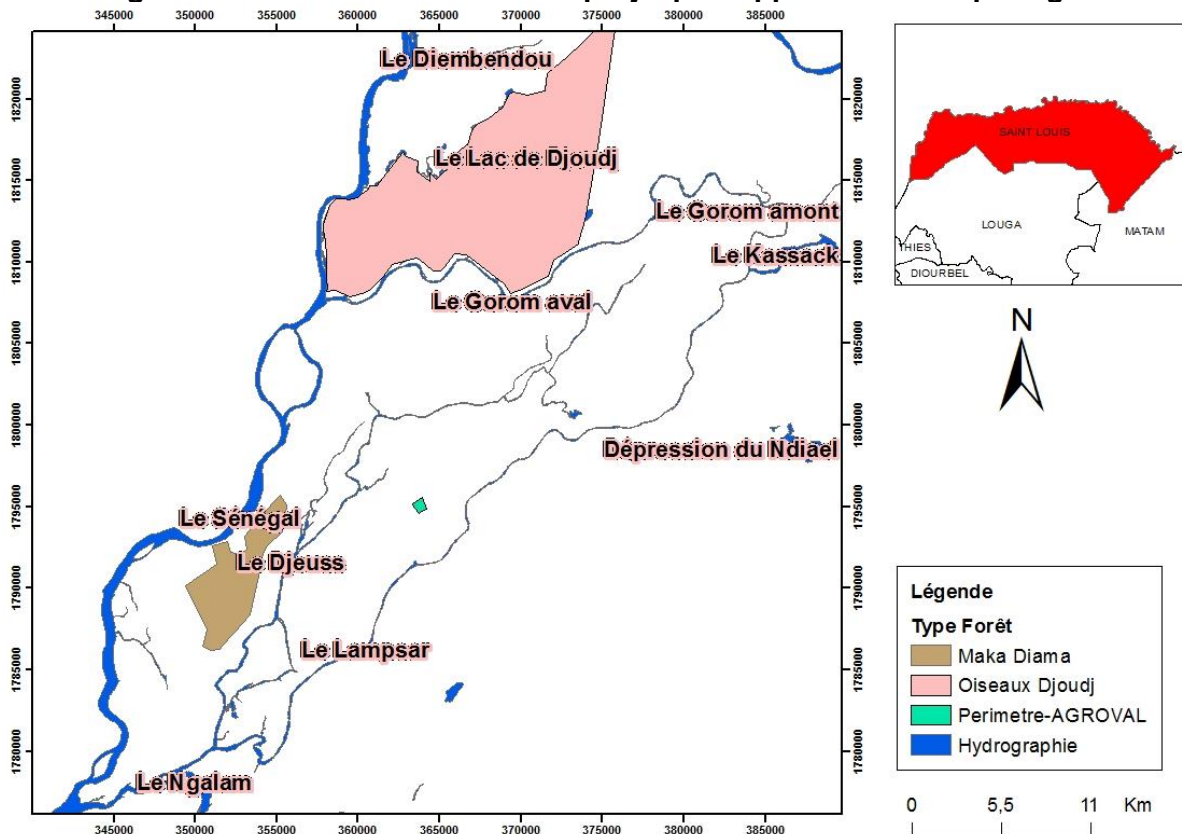 345000 350000 355000 360000 365000 370000 375000 380000 385000
Le Diembendou
Le Lac de Djoudj
Le Gorom amont
Le Kassack
Le Gorom aval
Dépression du Ndiael
Le Sénégal
Le Djeuss
Le Lampsar
Le Ngalam
1820000
1815000
1810000
1805000
1800000
1795000
1790000
1785000
1780000
1820000
1815000
1810000
1805000
1800000
1795000
1790000
1785000
1780000
345000 350000 355000 360000 365000 370000 375000 380000 385000
SAINT LOUIS
LOUGA
MATAM
THIES
DIOURBEL
N
Légende
Type Forêt
Maka Diama
Oiseaux Djoudj
Perimetre-AGROVAL
Hydrographie
0 5,5 11 Km